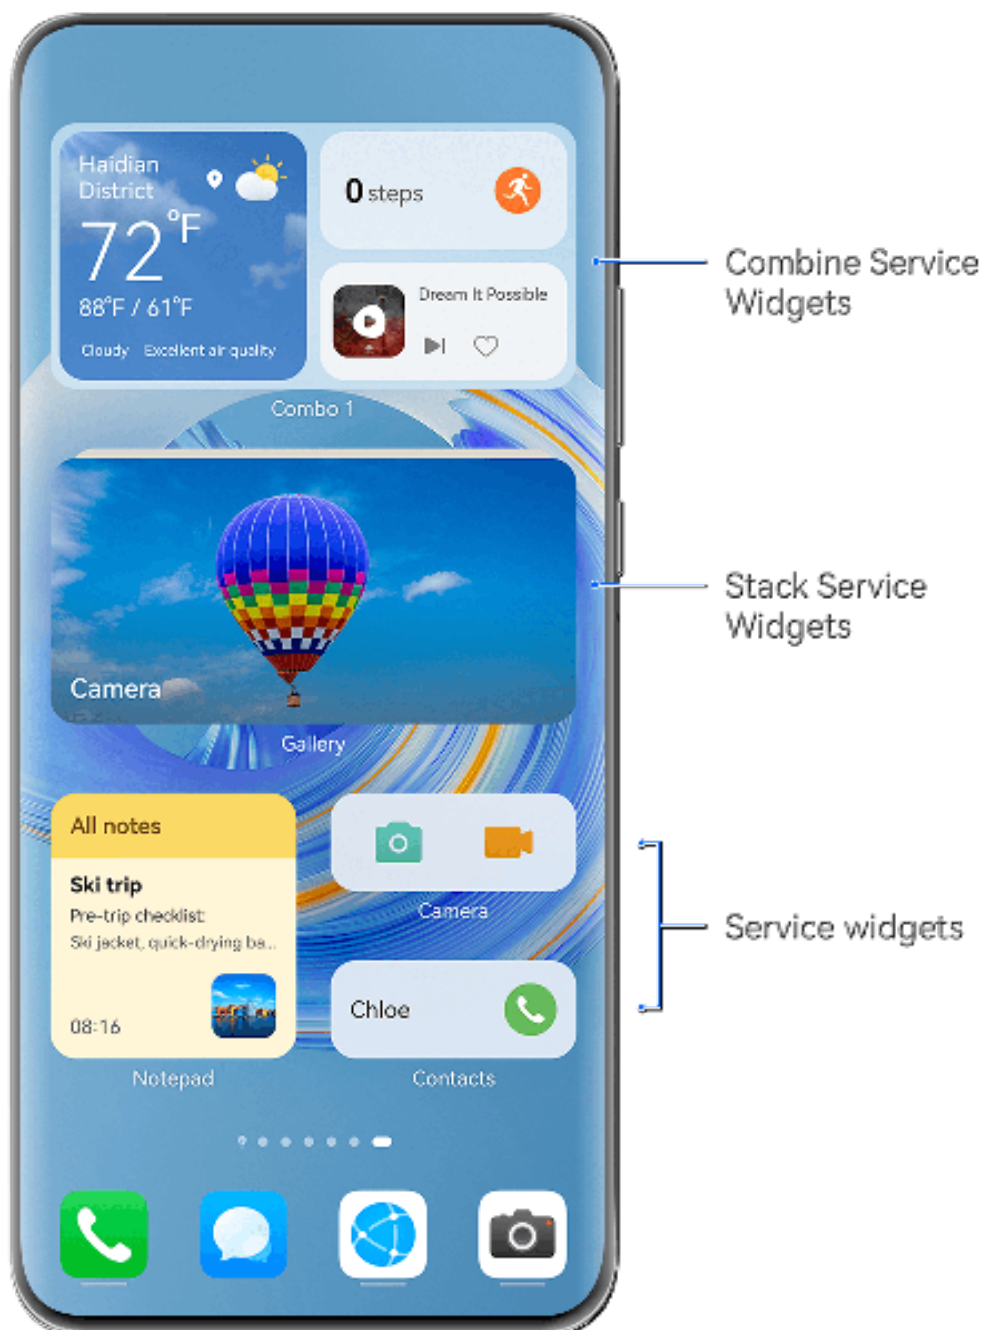 Haidian
District
72°F
88°F / 61°F
Cloudy Excellent air quality
0 steps
Dream It Possible
Combo 1
Combine Service
Widgets
Camera
Gallery
Stack Service
Widgets
All notes
Ski trip
Pre-trip checklist:
Ski jacket, quick-drying ba...
08:16
Notepad
Camera
Chloe
Contacts
Service widgets